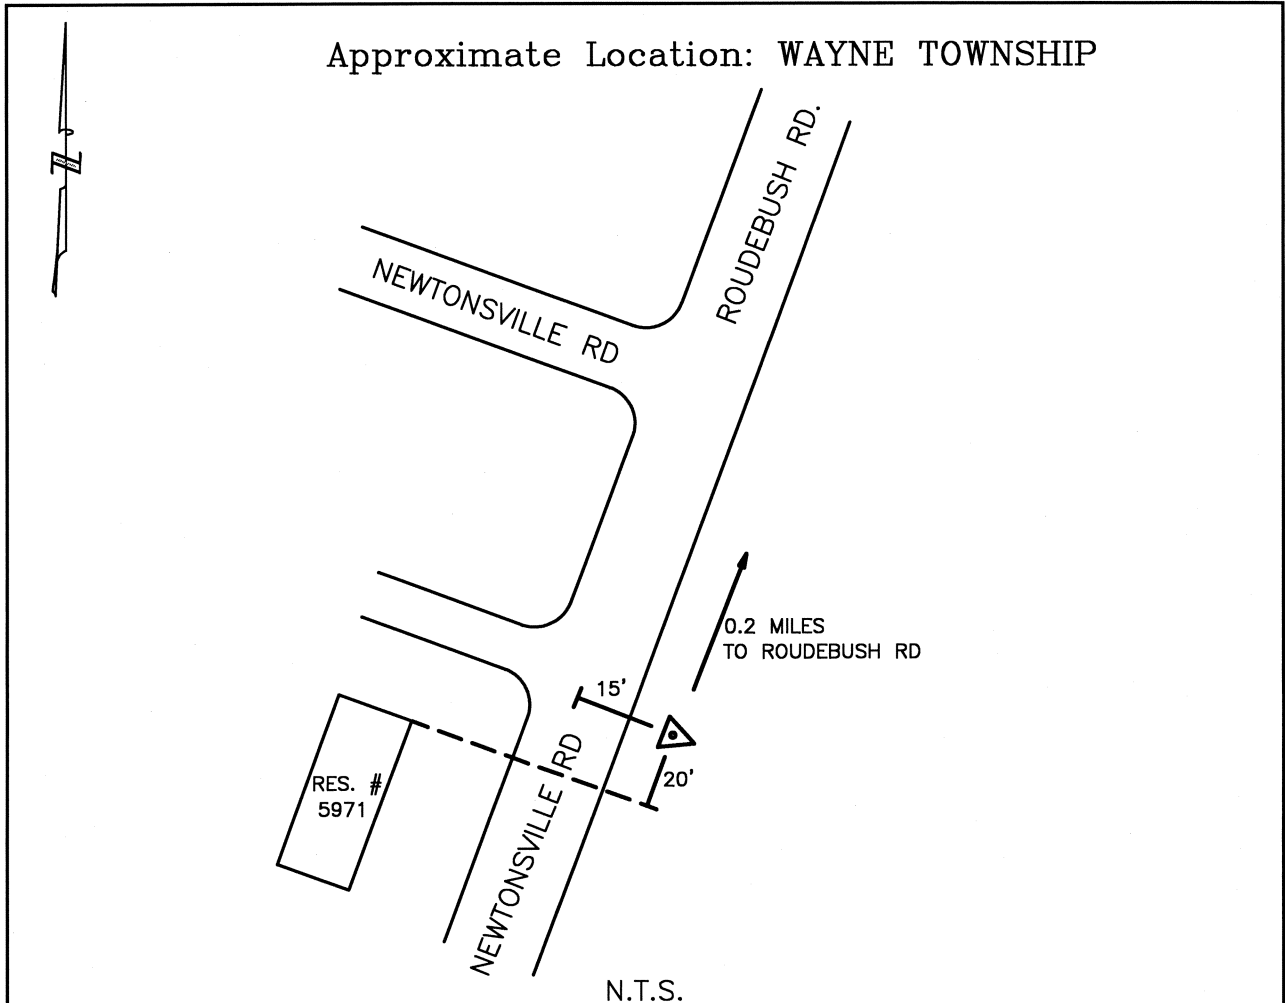 Approximate Location: WAYNE TOWNSHIP
N
ROUDEBUSH RD.
NEWTONSVILLE RD
0.2 MILES
TO ROUDEBUSH RD
15'
20'
RES. #
5971
NEWTONSVILLE RD
N.T.S.